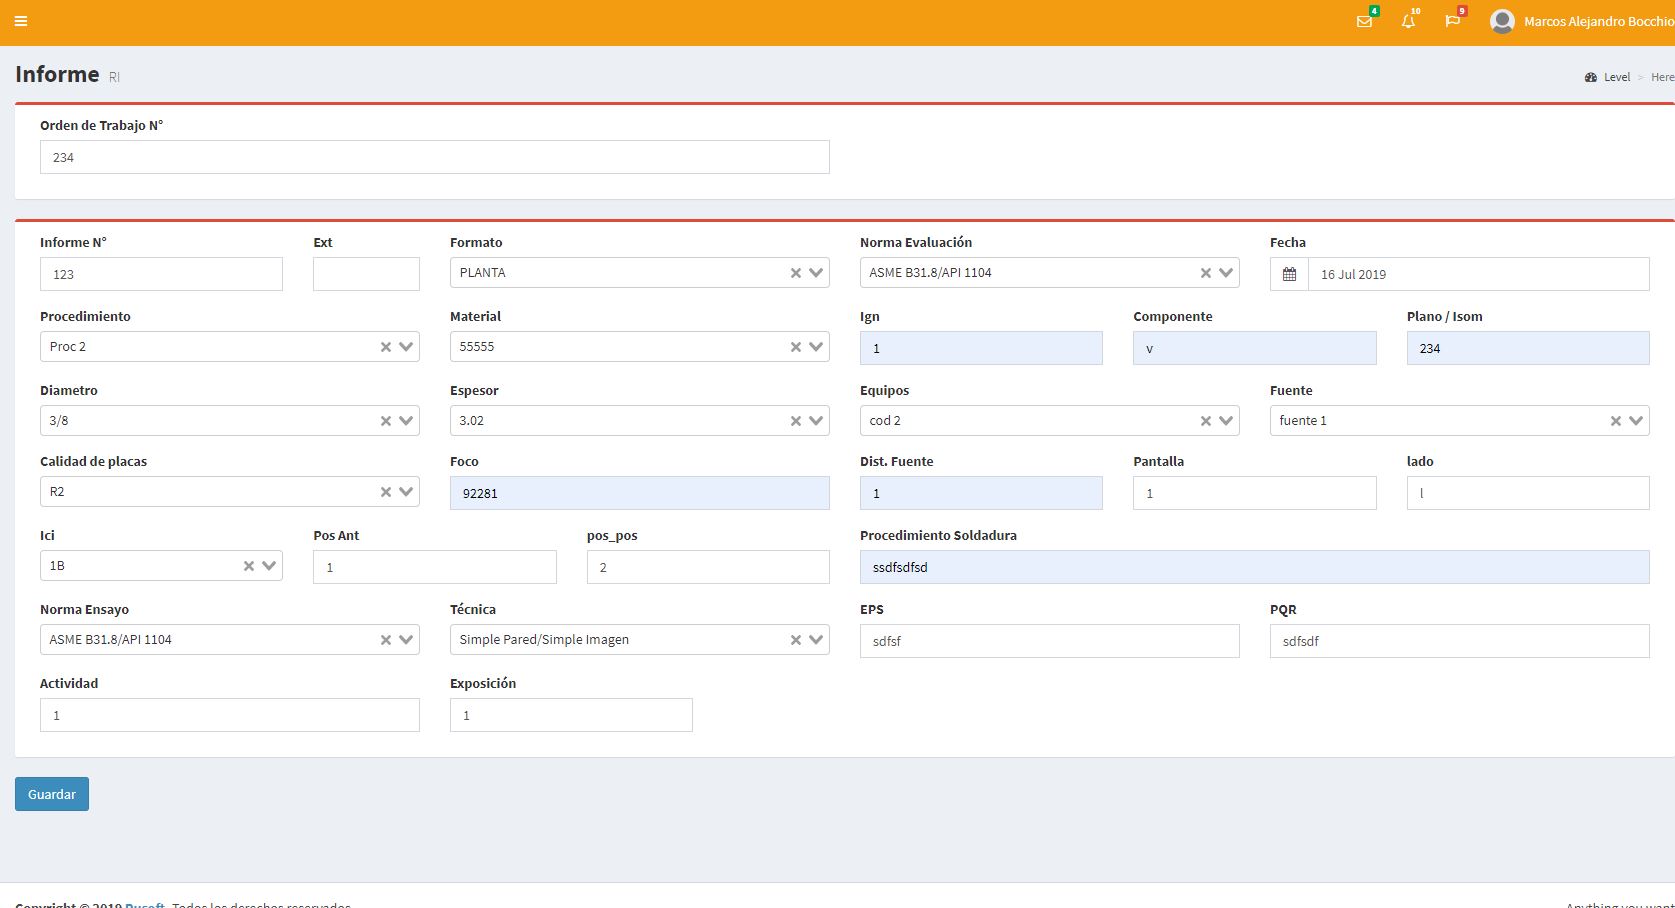 4 10 9 Marcos Alejandro Bocchio
Informe RI
Level > Here
Orden de Trabajo N°
234
Informe N° Ext Formato Norma Evaluación Fecha
123 PLANTA ASME B31.8/API 1104 16 Jul 2019
Procedimiento Material Ign Componente Plano / Isom
Proc 2 55555 1 v 234
Diametro Espesor Equipos Fuente
3/8 3.02 cod 2 fuente 1
Calidad de placas Foco Dist. Fuente Pantalla lado
R2 92281 1 1 l
Ici Pos Ant pos_pos Procedimiento Soldadura
1B 1 2 ssdfsdfsd
Norma Ensayo Técnica EPS PQR
ASME B31.8/API 1104 Simple Pared/Simple Imagen sdfsf sdfsdf
Actividad Exposición
1 1
Guardar
Copyright © 2019 Pusoft. Todos los derechos reservados. Anything you want